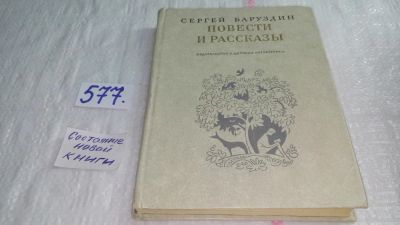 577.
Состояние
новой
книги
СЕРГЕЙ БАРУЗДИН
ПОВЕСТИ
И РАССКАЗЫ